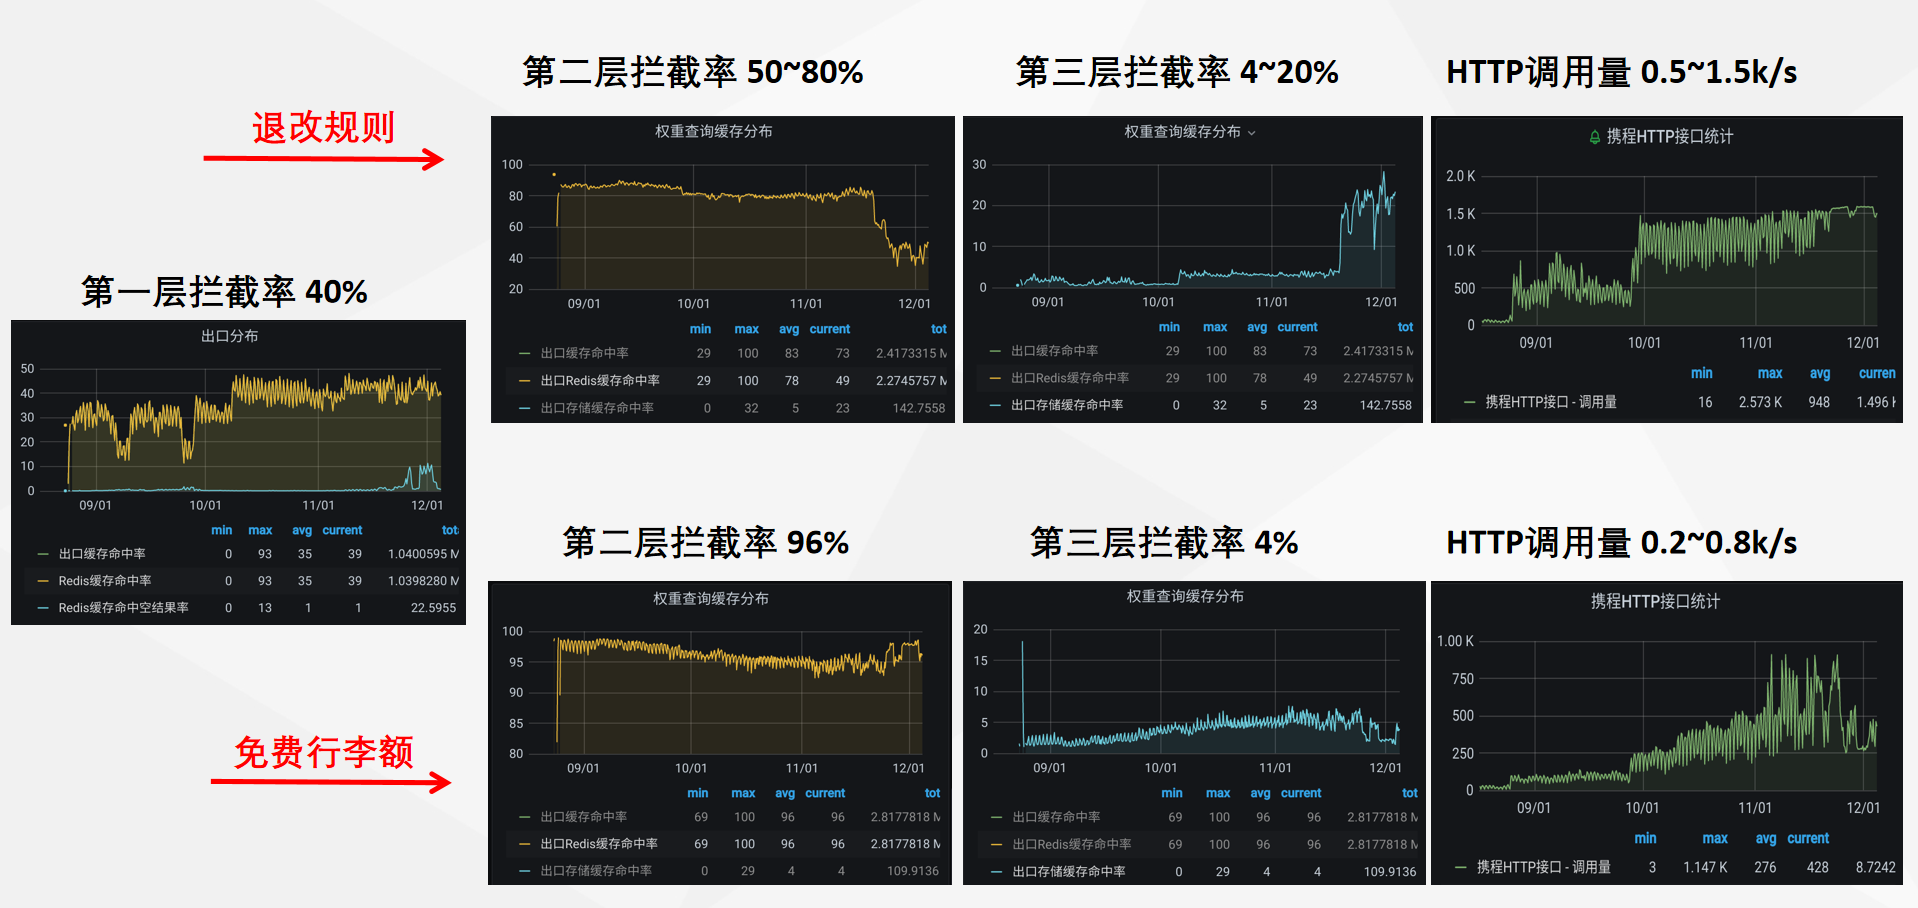 第二层拦截率 50~80%
第三层拦截率 4~20%
HTTP调用量 0.5~1.5k/s
退改规则
权重查询缓存分布
100
80
60
40
20
09/01 10/01 11/01 12/01
min max avg current tot
出口缓存命中率 29 100 83 73 2.4173315 M
出口Redis缓存命中率 29 100 78 49 2.2745757 M
出口存储缓存命中率 0 32 5 23 142.7558
权重查询缓存分布
30
20
10
0
09/01 10/01 11/01 12/01
min max avg current tot
出口缓存命中率 29 100 83 73 2.4173315 M
出口Redis缓存命中率 29 100 78 49 2.2745757 M
出口存储缓存命中率 0 32 5 23 142.7558
携程HTTP接口统计
2.0 K
1.5 K
1.0 K
500
0
09/01 10/01 11/01 12/01
min max avg curren
携程HTTP接口 - 调用量 16 2.573 K 948 1.496 K
第一层拦截率 40%
出口分布
50
40
30
20
10
0
09/01 10/01 11/01 12/01
min max avg current tot
出口缓存命中率 0 93 35 39 1.0400595 M
Redis缓存命中率 0 93 35 39 1.0398280 M
Redis缓存命中空结果率 0 13 1 1 22.5955
第二层拦截率 96%
第三层拦截率 4%
HTTP调用量 0.2~0.8k/s
免费行李额
权重查询缓存分布
100
95
90
85
80
09/01 10/01 11/01 12/01
min max avg current tot
出口缓存命中率 69 100 96 96 2.8177818 M
出口Redis缓存命中率 69 100 96 96 2.8177818 M
出口存储缓存命中率 0 29 4 4 109.9136
权重查询缓存分布
20
15
10
5
0
09/01 10/01 11/01 12/01
min max avg current tot
出口缓存命中率 69 100 96 96 2.8177818 M
出口Redis缓存命中率 69 100 96 96 2.8177818 M
出口存储缓存命中率 0 29 4 4 109.9136
携程HTTP接口统计
1.00 K
750
500
250
0
09/01 10/01 11/01 12/01
min max avg current
携程HTTP接口 - 调用量 3 1.147 K 276 428 8.7242